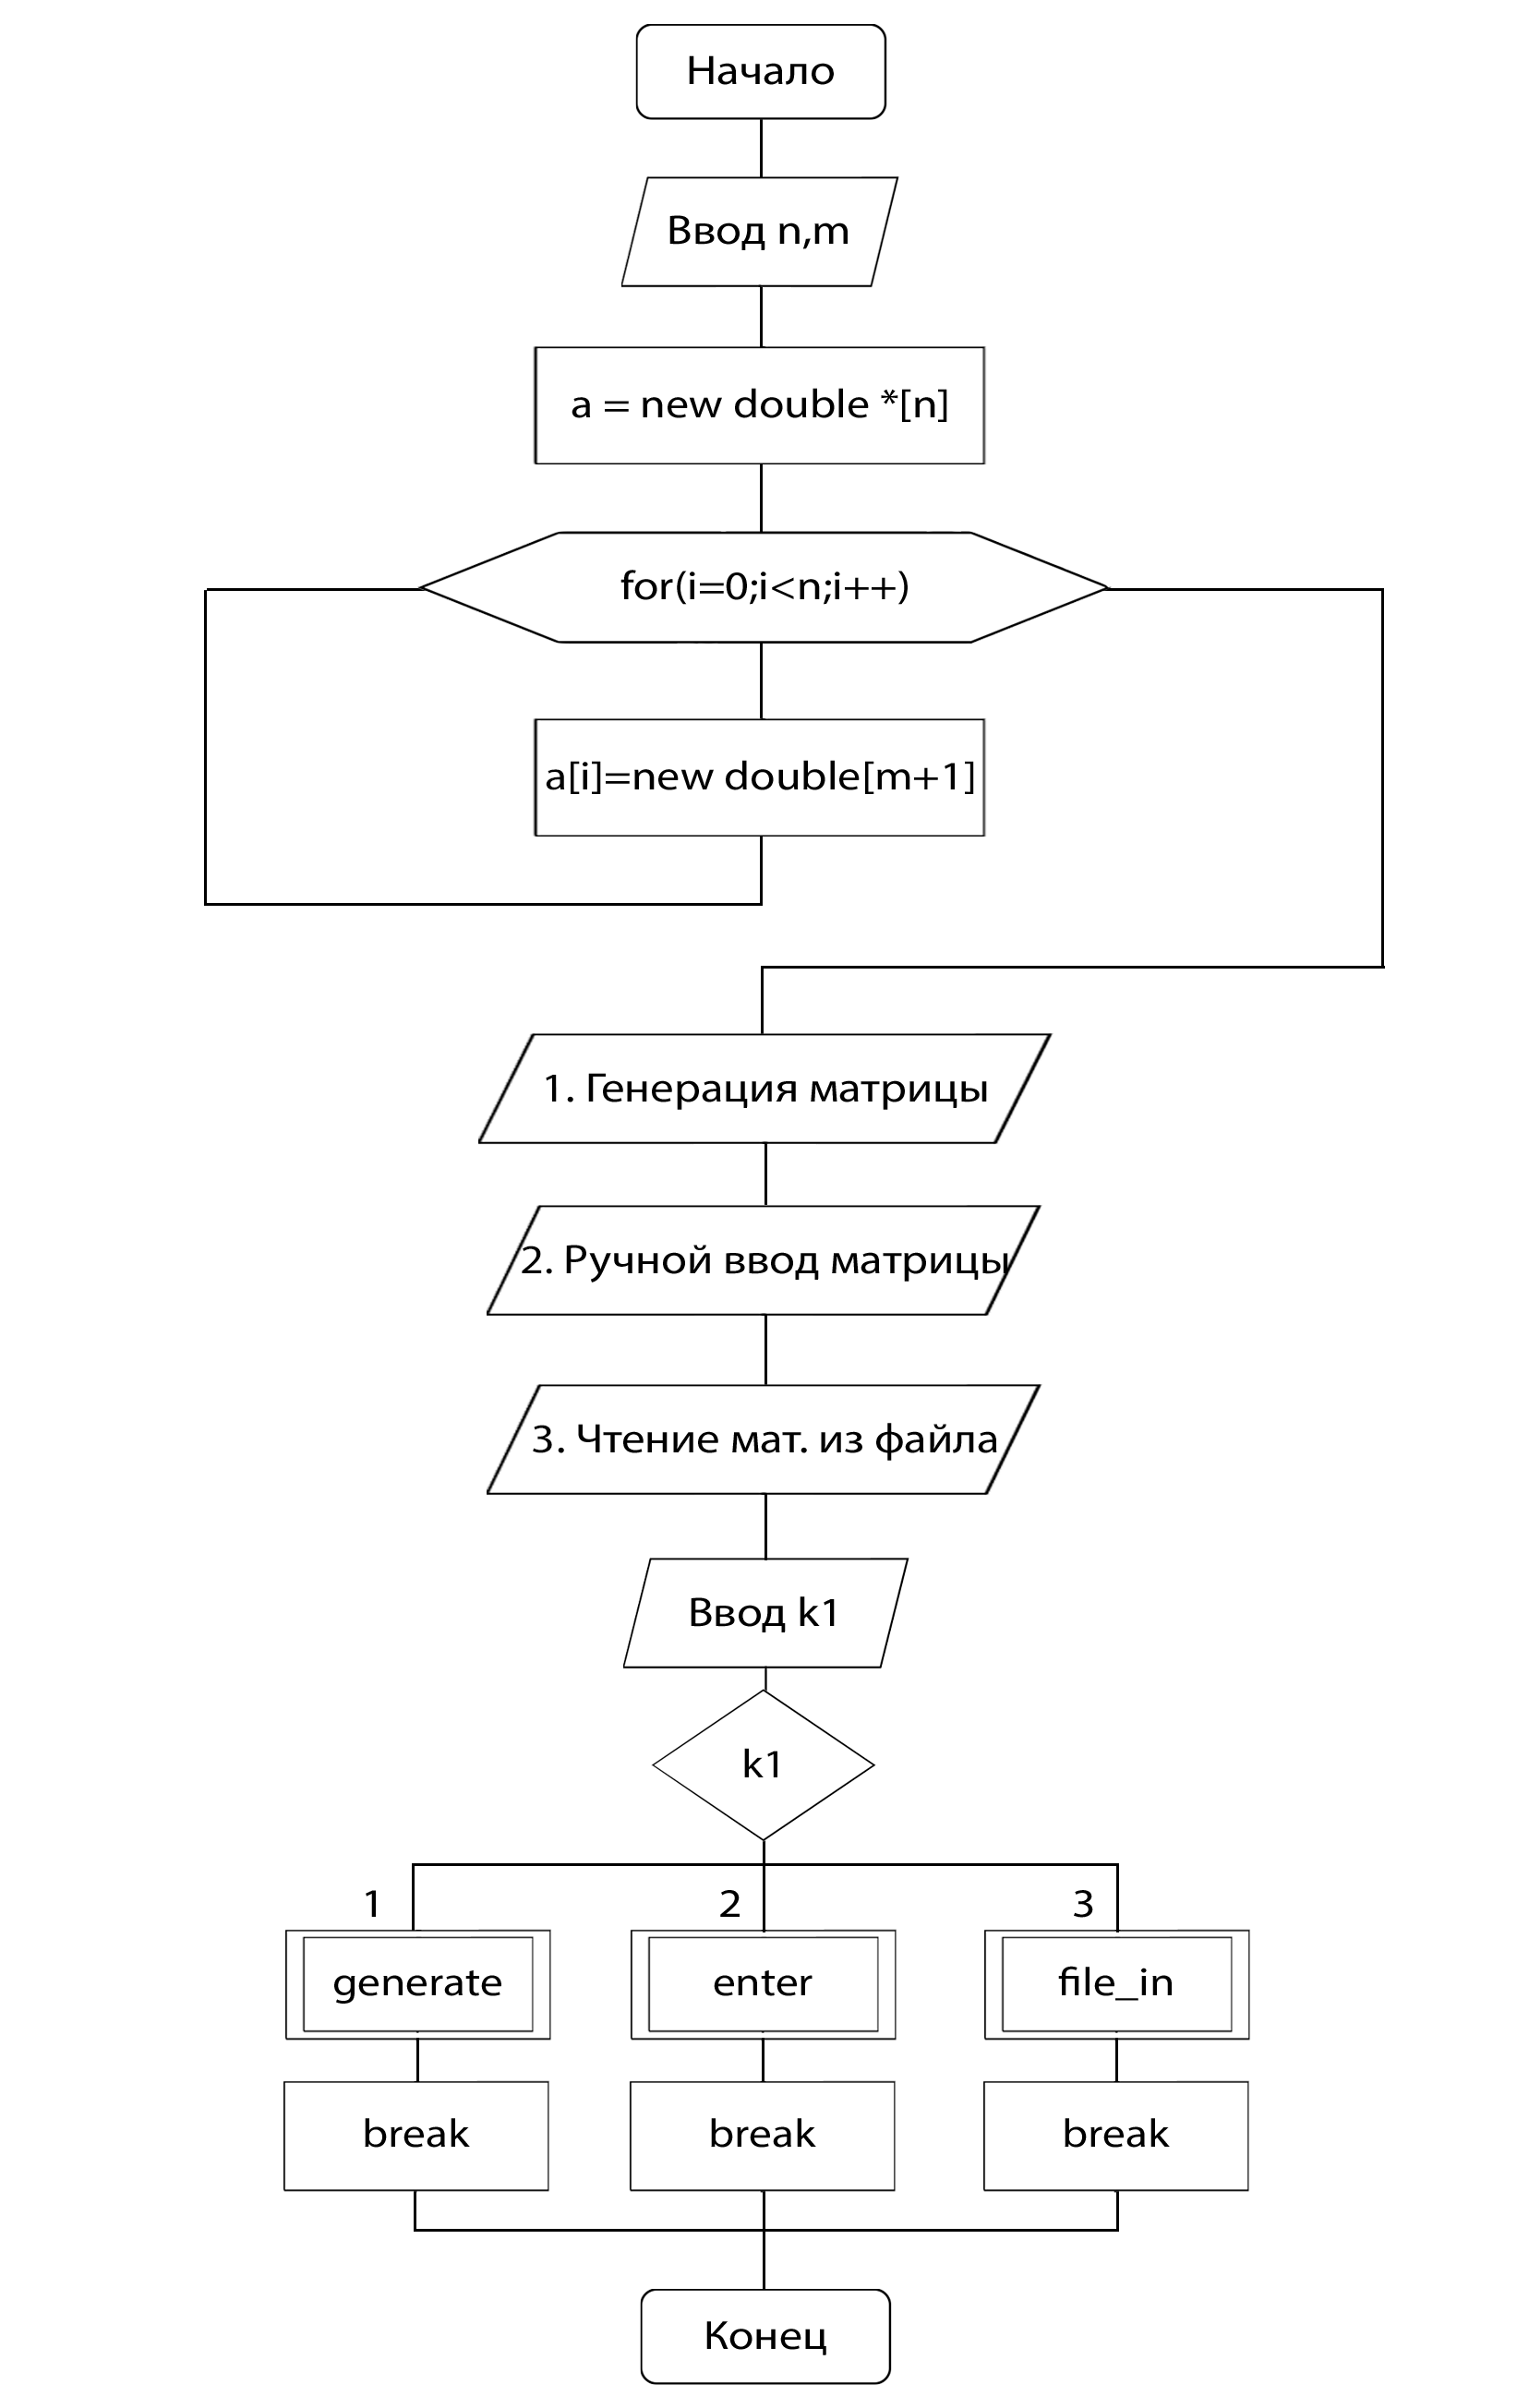 Начало
Ввод n,m
a = new double *[n]
for(i=0;i<n;i++)
a[i]=new double[m+1]
1. Генерация матрицы
2. Ручной ввод матрицы
3. Чтение мат. из файла
Ввод k1
k1
1 2 3
generate enter file_in
break break break
Конец